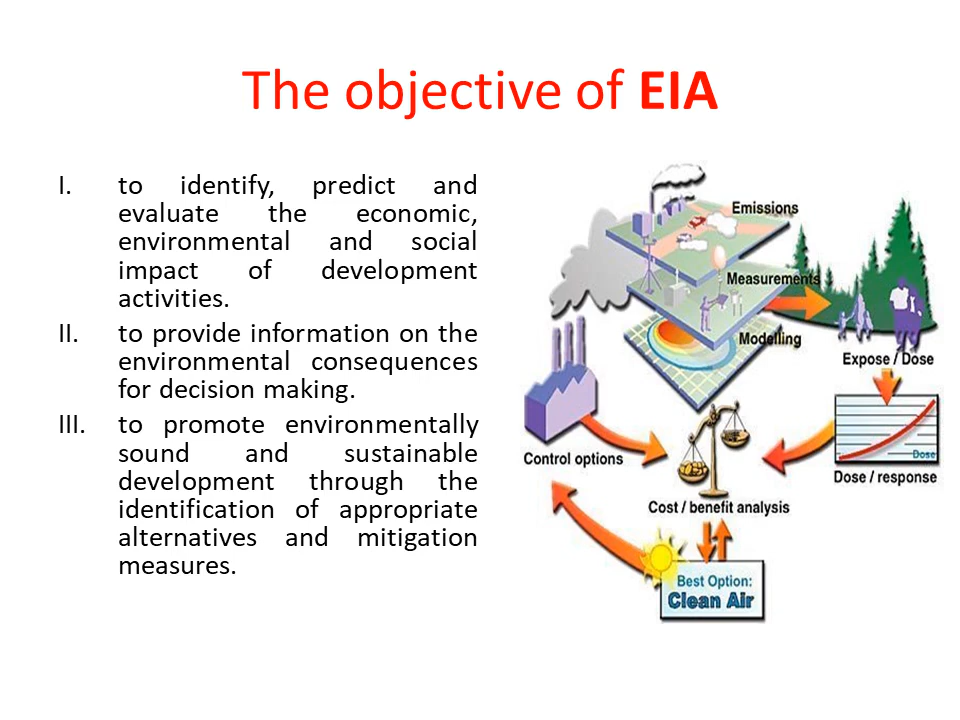 The objective of EIA
I. to identify, predict and
evaluate the economic,
environmental and social
impact of development
activities.
II. to provide information on the
environmental consequences
for decision making.
III. to promote environmentally
sound and sustainable
development through the
identification of appropriate
alternatives and mitigation
measures.
Emissions
Measurements
Modelling
Expose / Dose
Dose
Dose / response
Control options
Cost / benefit analysis
Best Option:
Clean Air